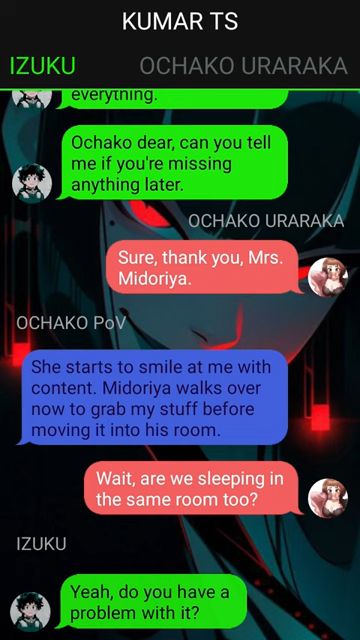 KUMAR TS
IZUKU
OCHAKO URARAKA
everything.
Ochako dear, can you tell
me if you're missing
anything later.
OCHAKO URARAKA
Sure, thank you, Mrs.
Midoriya.
OCHAKO PoV
She starts to smile at me with
content. Midoriya walks over
now to grab my stuff before
moving it into his room.
Wait, are we sleeping in
the same room too?
IZUKU
Yeah, do you have a
problem with it?